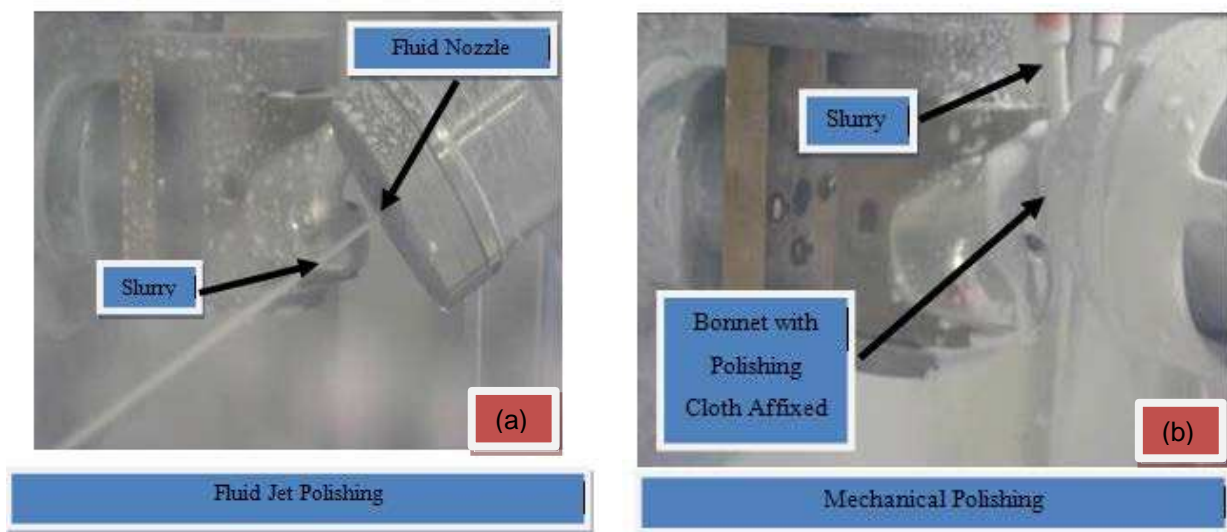 Fluid Nozzle
Slurry
(a)
Fluid Jet Polishing
Slurry
Bonnet with
Polishing
Cloth Affixed
(b)
Mechanical Polishing